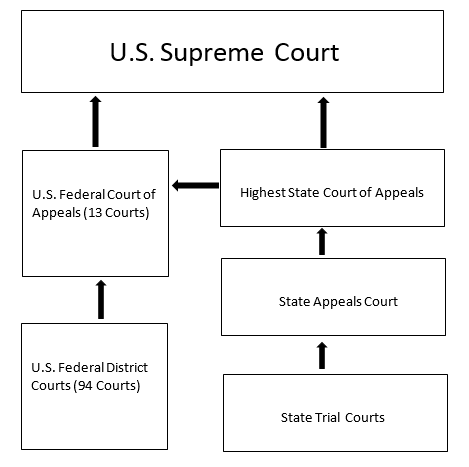 U.S. Supreme Court
U.S. Federal Court of
Appeals (13 Courts)
Highest State Court of Appeals
State Appeals Court
U.S. Federal District
Courts (94 Courts)
State Trial Courts